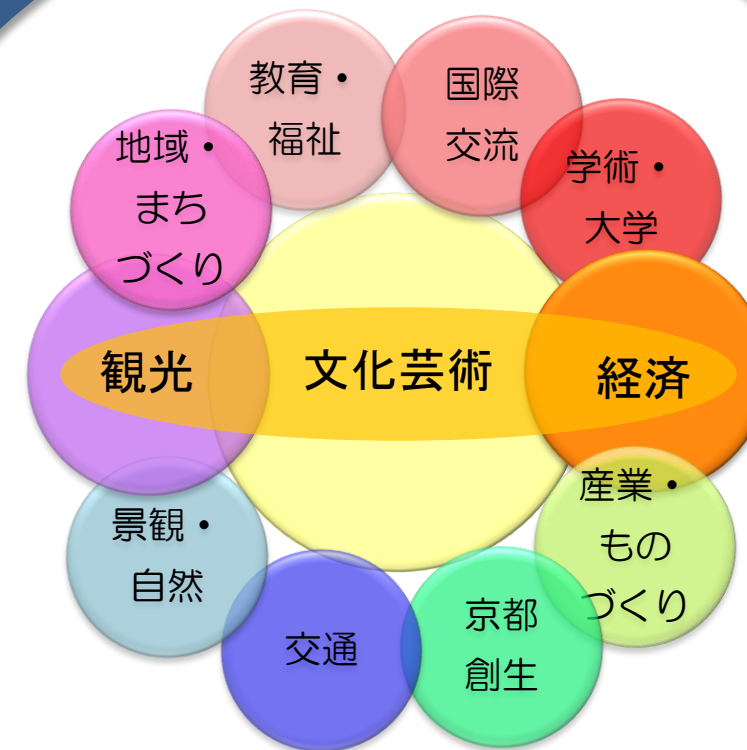 教育・
福祉
国際
交流
学術・
大学
地域・
まち
づくり
観光
文化芸術
経済
景観・
自然
産業・
もの
づくり
交通
京都
創生